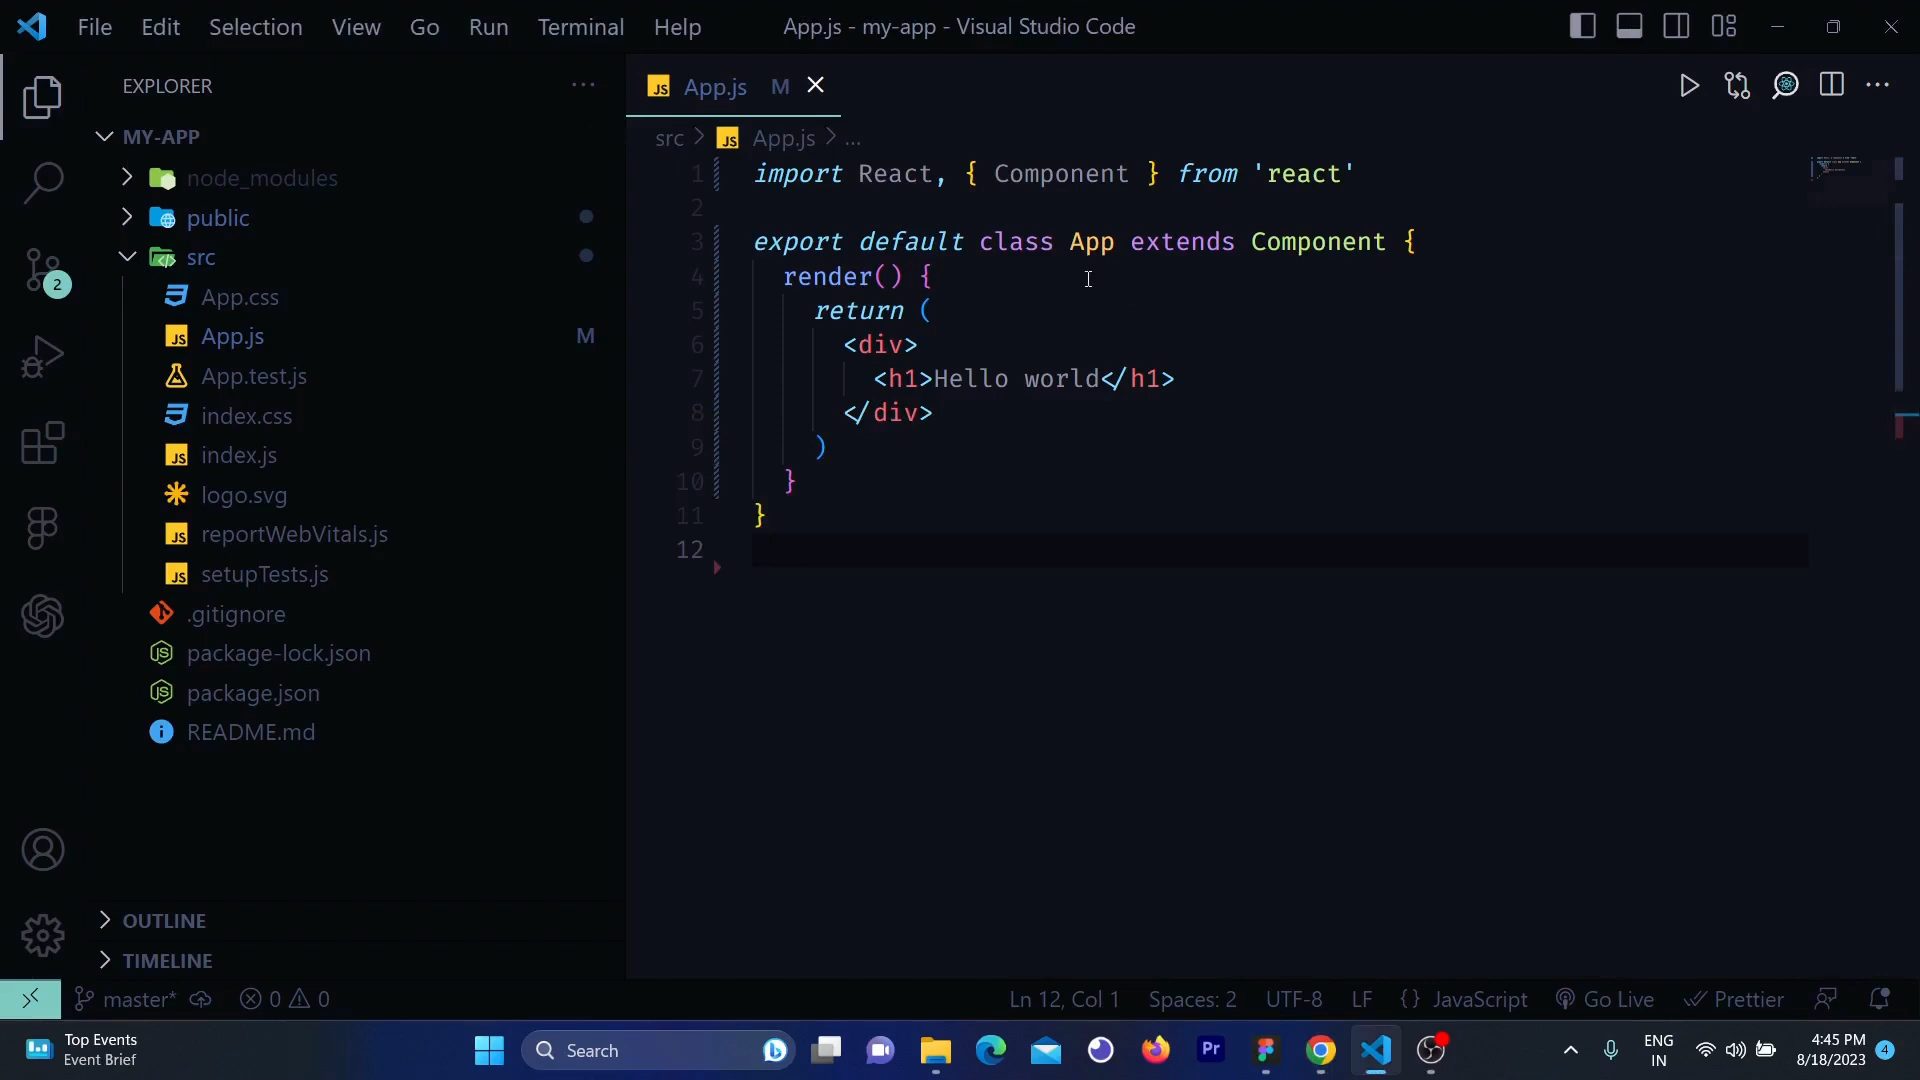 File Edit Selection View Go Run Terminal Help App.js - my-app - Visual Studio Code
EXPLORER
MY-APP
node_modules
public
src
App.css
App.js M
App.test.js
index.css
index.js
logo.svg
reportWebVitals.js
setupTests.js
.gitignore
package-lock.json
package.json
README.md
OUTLINE
TIMELINE
2
JS App.js M
src > JS App.js > ...
1 import React, { Component } from 'react'
2
3 export default class App extends Component {
4 render() {
5 return (
6 <div>
7 <h1>Hello world</h1>
8 </div>
9 )
10 }
11 }
12
master* 0 0 Ln 12, Col 1 Spaces: 2 UTF-8 LF {} JavaScript Go Live Prettier
Top Events
Event Brief
Search
Pr
ENG
IN
4:45 PM
8/18/2023
4